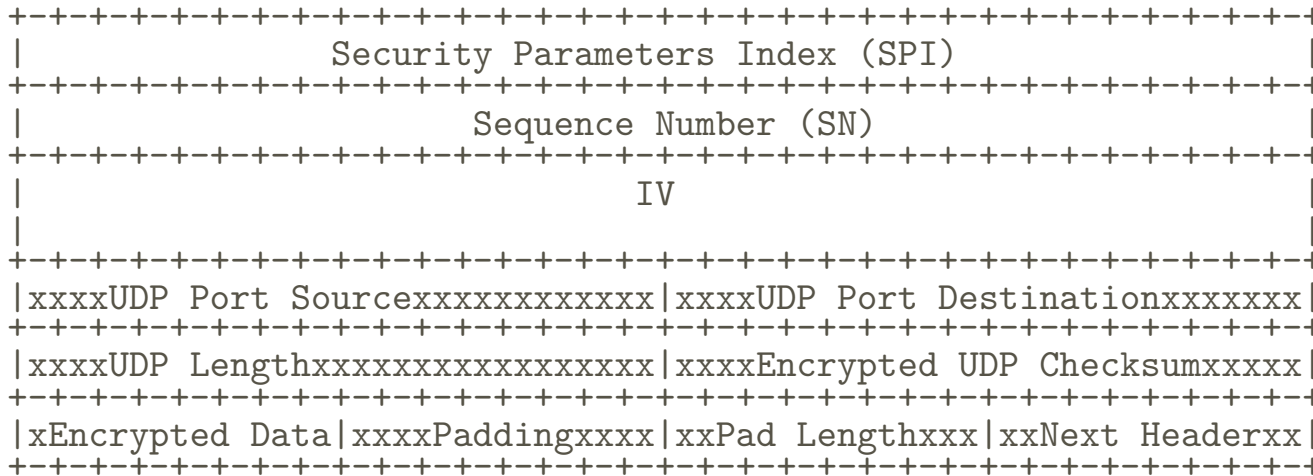 +-+-+-+-+-+-+-+-+-+-+-+-+-+-+-+-+-+-+-+-+-+-+-+-+-+-+-+-+-+-+-+-+
|               Security Parameters Index (SPI)                 |
+-+-+-+-+-+-+-+-+-+-+-+-+-+-+-+-+-+-+-+-+-+-+-+-+-+-+-+-+-+-+-+-+
|                      Sequence Number (SN)                     |
+-+-+-+-+-+-+-+-+-+-+-+-+-+-+-+-+-+-+-+-+-+-+-+-+-+-+-+-+-+-+-+-+
|                              IV                               |
|                                                               |
+-+-+-+-+-+-+-+-+-+-+-+-+-+-+-+-+-+-+-+-+-+-+-+-+-+-+-+-+-+-+-+-+
|xxxxUDP Port Sourcexxxxxxxxxxxx|xxxxUDP Port Destinationxxxxxxx|
+-+-+-+-+-+-+-+-+-+-+-+-+-+-+-+-+-+-+-+-+-+-+-+-+-+-+-+-+-+-+-+-+
|xxxxUDP Lengthxxxxxxxxxxxxxxxxx|xxxxEncrypted UDP Checksumxxxxx|
+-+-+-+-+-+-+-+-+-+-+-+-+-+-+-+-+-+-+-+-+-+-+-+-+-+-+-+-+-+-+-+-+
|xEncrypted Data|xxxxPaddingxxxx|xxPad Lengthxxx|xxNext Headerxx|
+-+-+-+-+-+-+-+-+-+-+-+-+-+-+-+-+-+-+-+-+-+-+-+-+-+-+-+-+-+-+-+-+